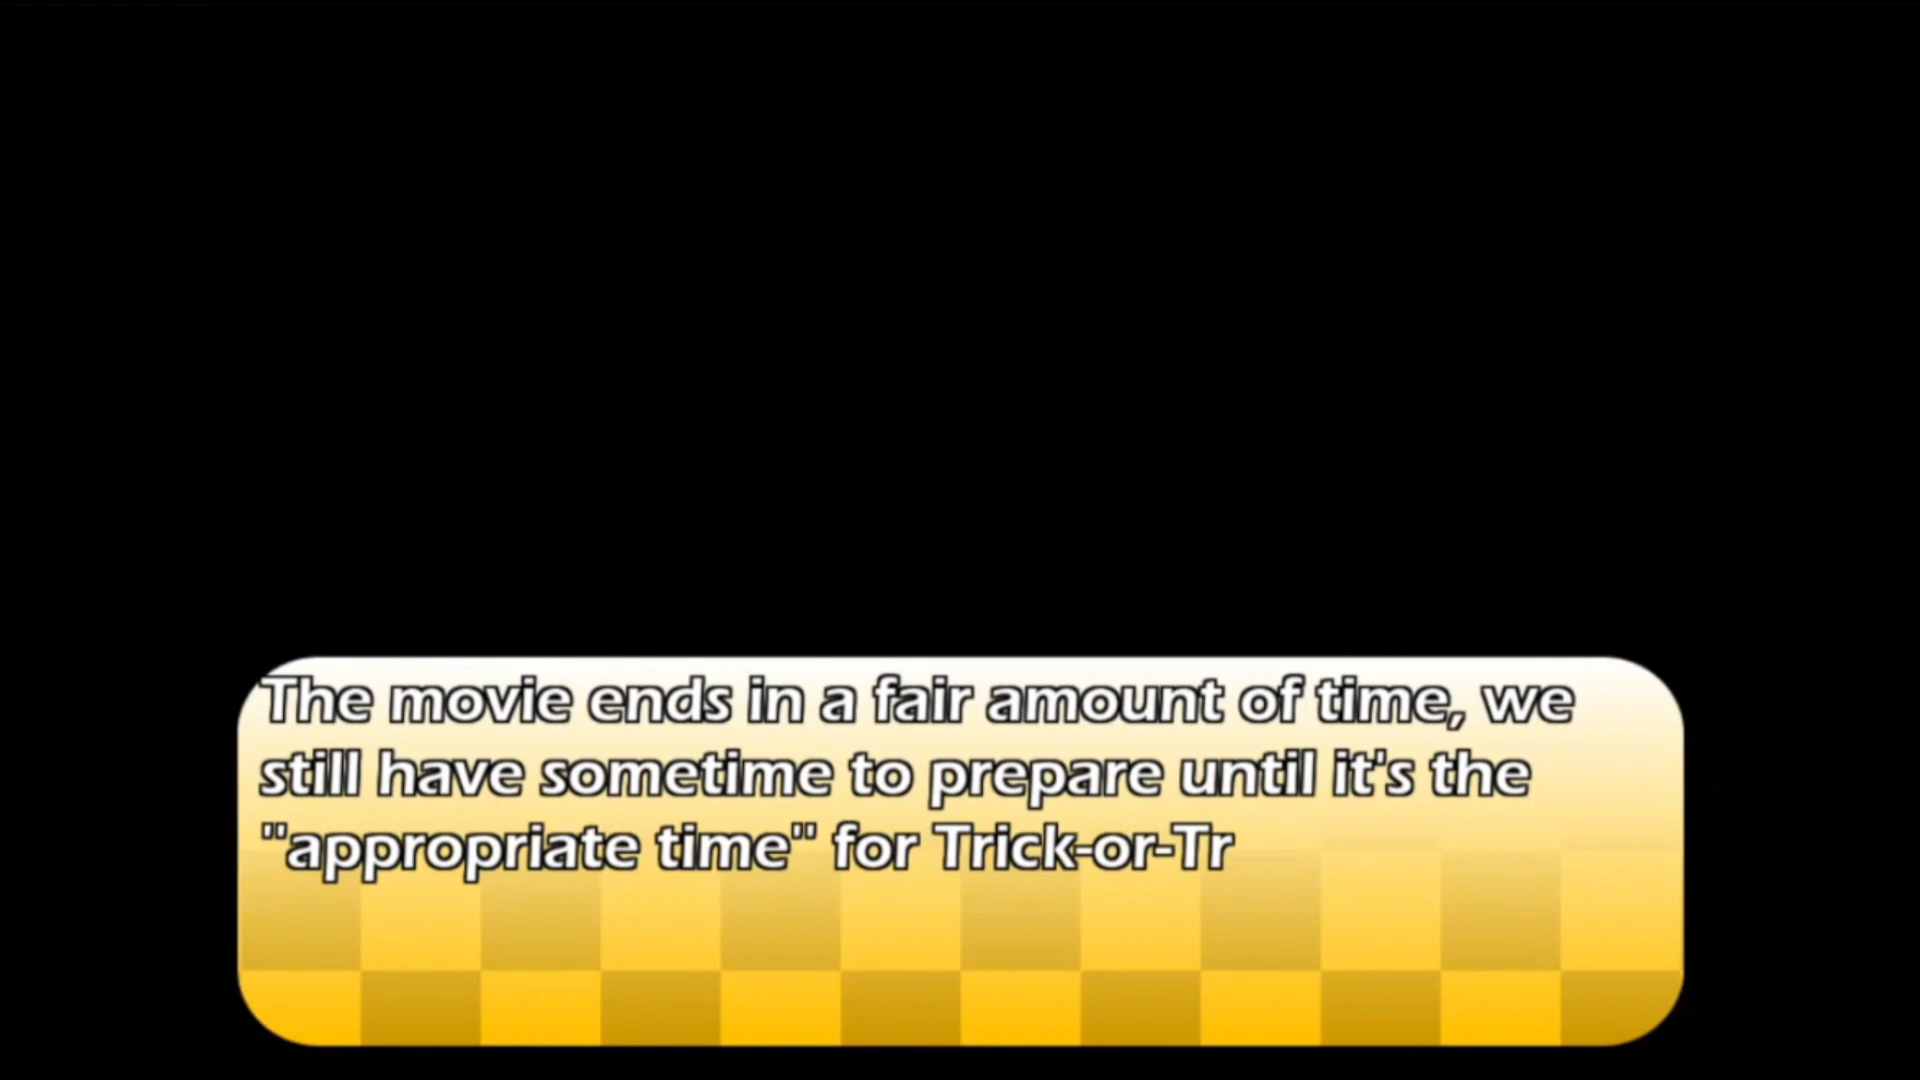 The movie ends in a fair amount of time, we
still have sometime to prepare until it's the
"appropriate time" for Trick-or-Tr